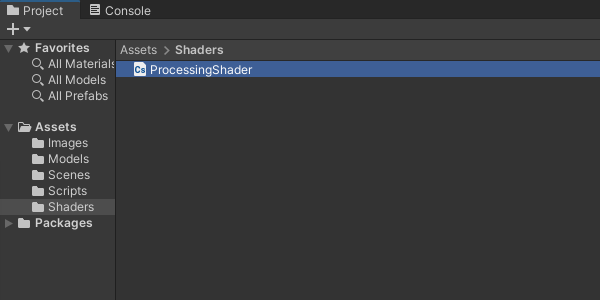 Project Console
Favorites
All Materials
All Models
All Prefabs
Assets
Images
Models
Scenes
Scripts
Shaders
Packages
Assets > Shaders
Cs ProcessingShader